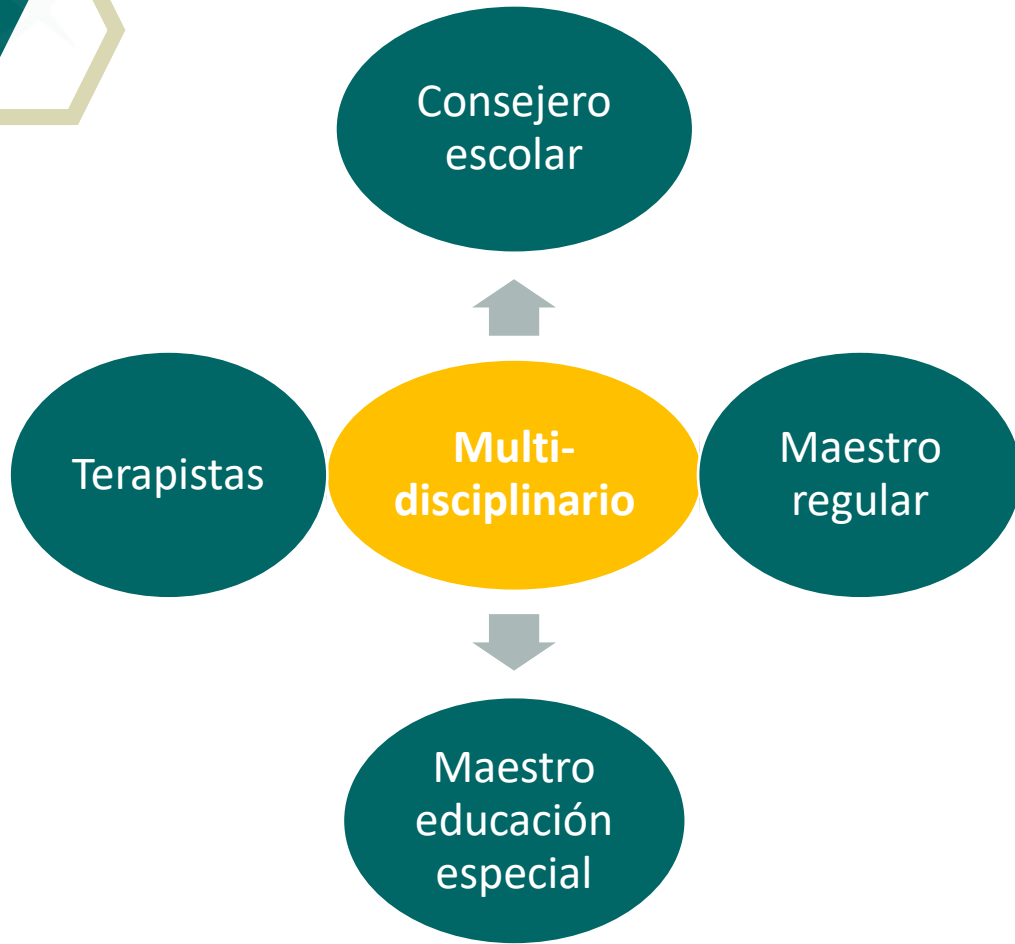 Consejero
escolar
Terapistas
Multi-
disciplinario
Maestro
regular
Maestro
educación
especial